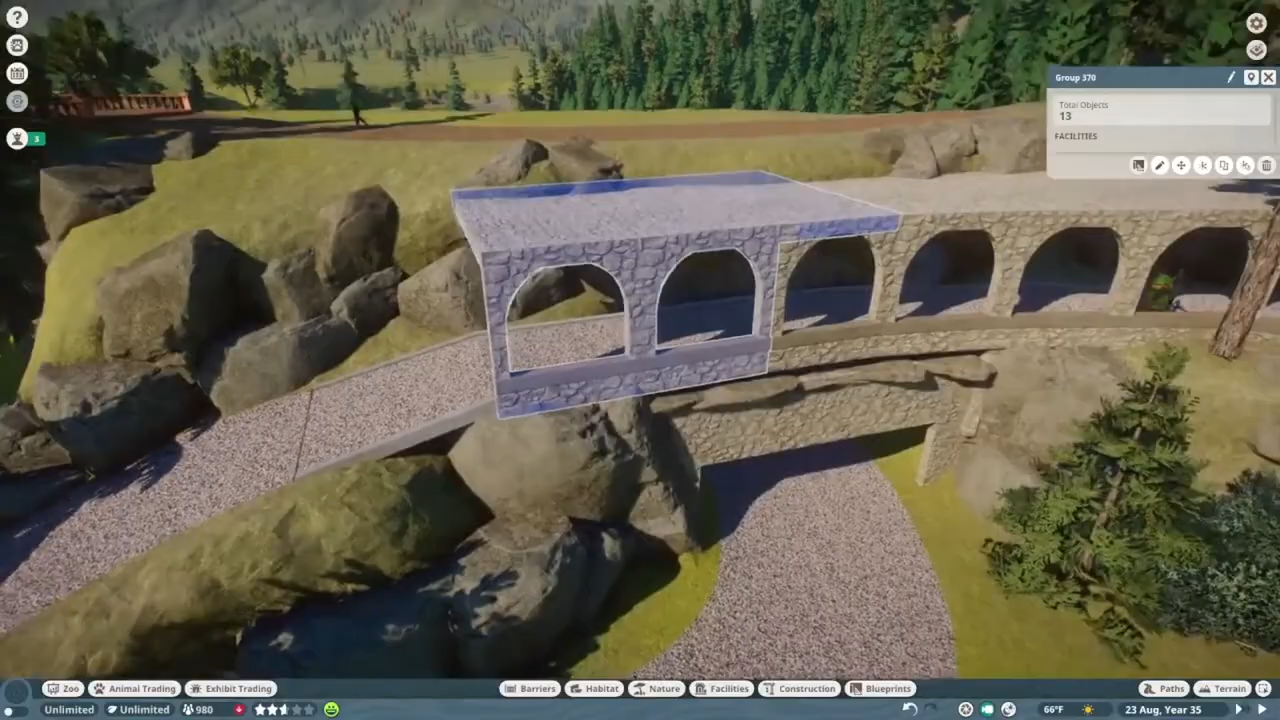 ?
3
Group 370
Total Objects
13
FACILITIES
Zoo
Animal Trading
Exhibit Trading
Barriers
Habitat
Nature
Facilities
Construction
Blueprints
Paths
Terrain
Unlimited
Unlimited
980
66°F
23 Aug, Year 35